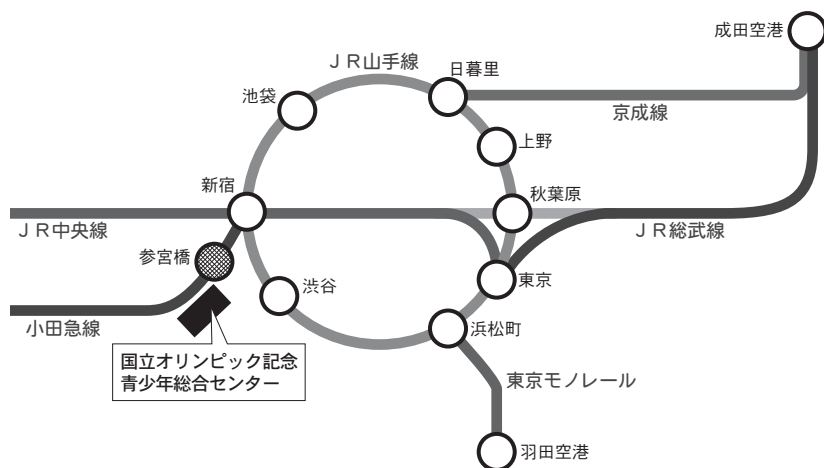 成田空港
ＪＲ山手線
日暮里
池袋
京成線
上野
新宿
秋葉原
ＪＲ中央線
ＪＲ総武線
参宮橋
渋谷
東京
小田急線
浜松町
国立オリンピック記念
青少年総合センター
東京モノレール
羽田空港